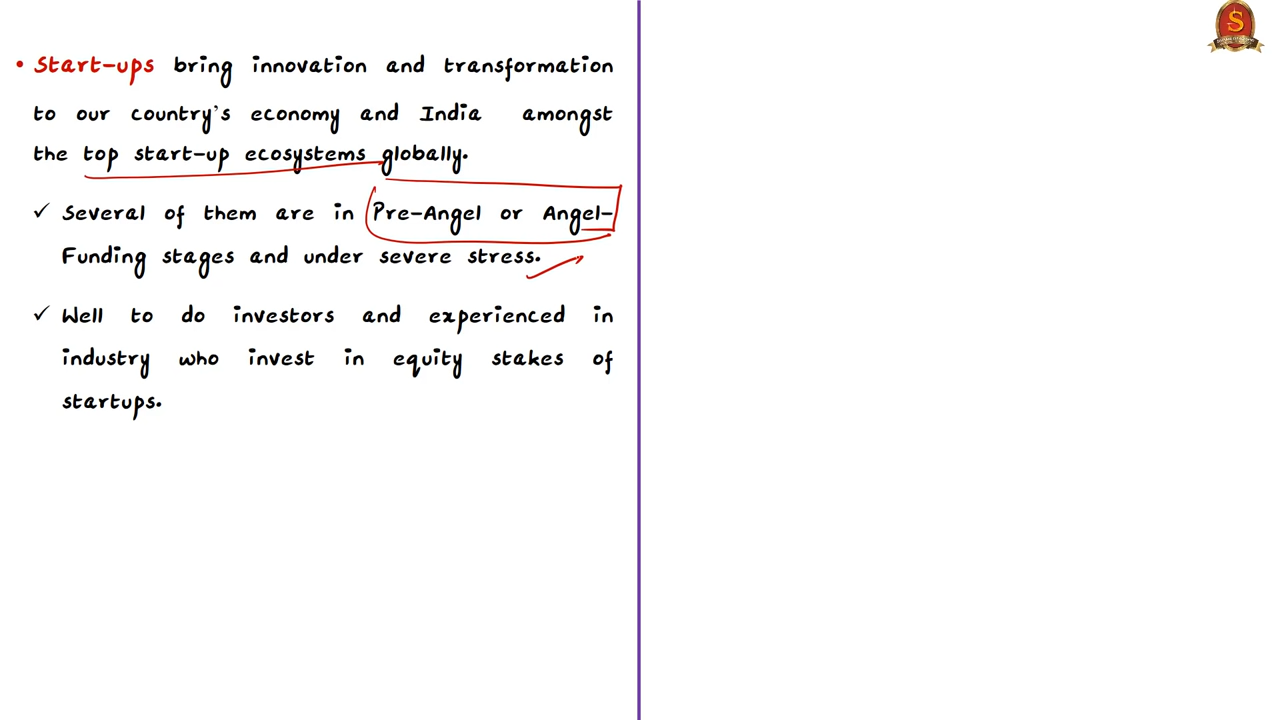 • Start-ups bring innovation and transformation
to our country's economy and India amongst
the top start-up ecosystems globally.
✓ Several of them are in Pre-Angel or Angel-
Funding stages and under severe stress.
✓ Well to do investors and experienced in
industry who invest in equity stakes of
startups.
S